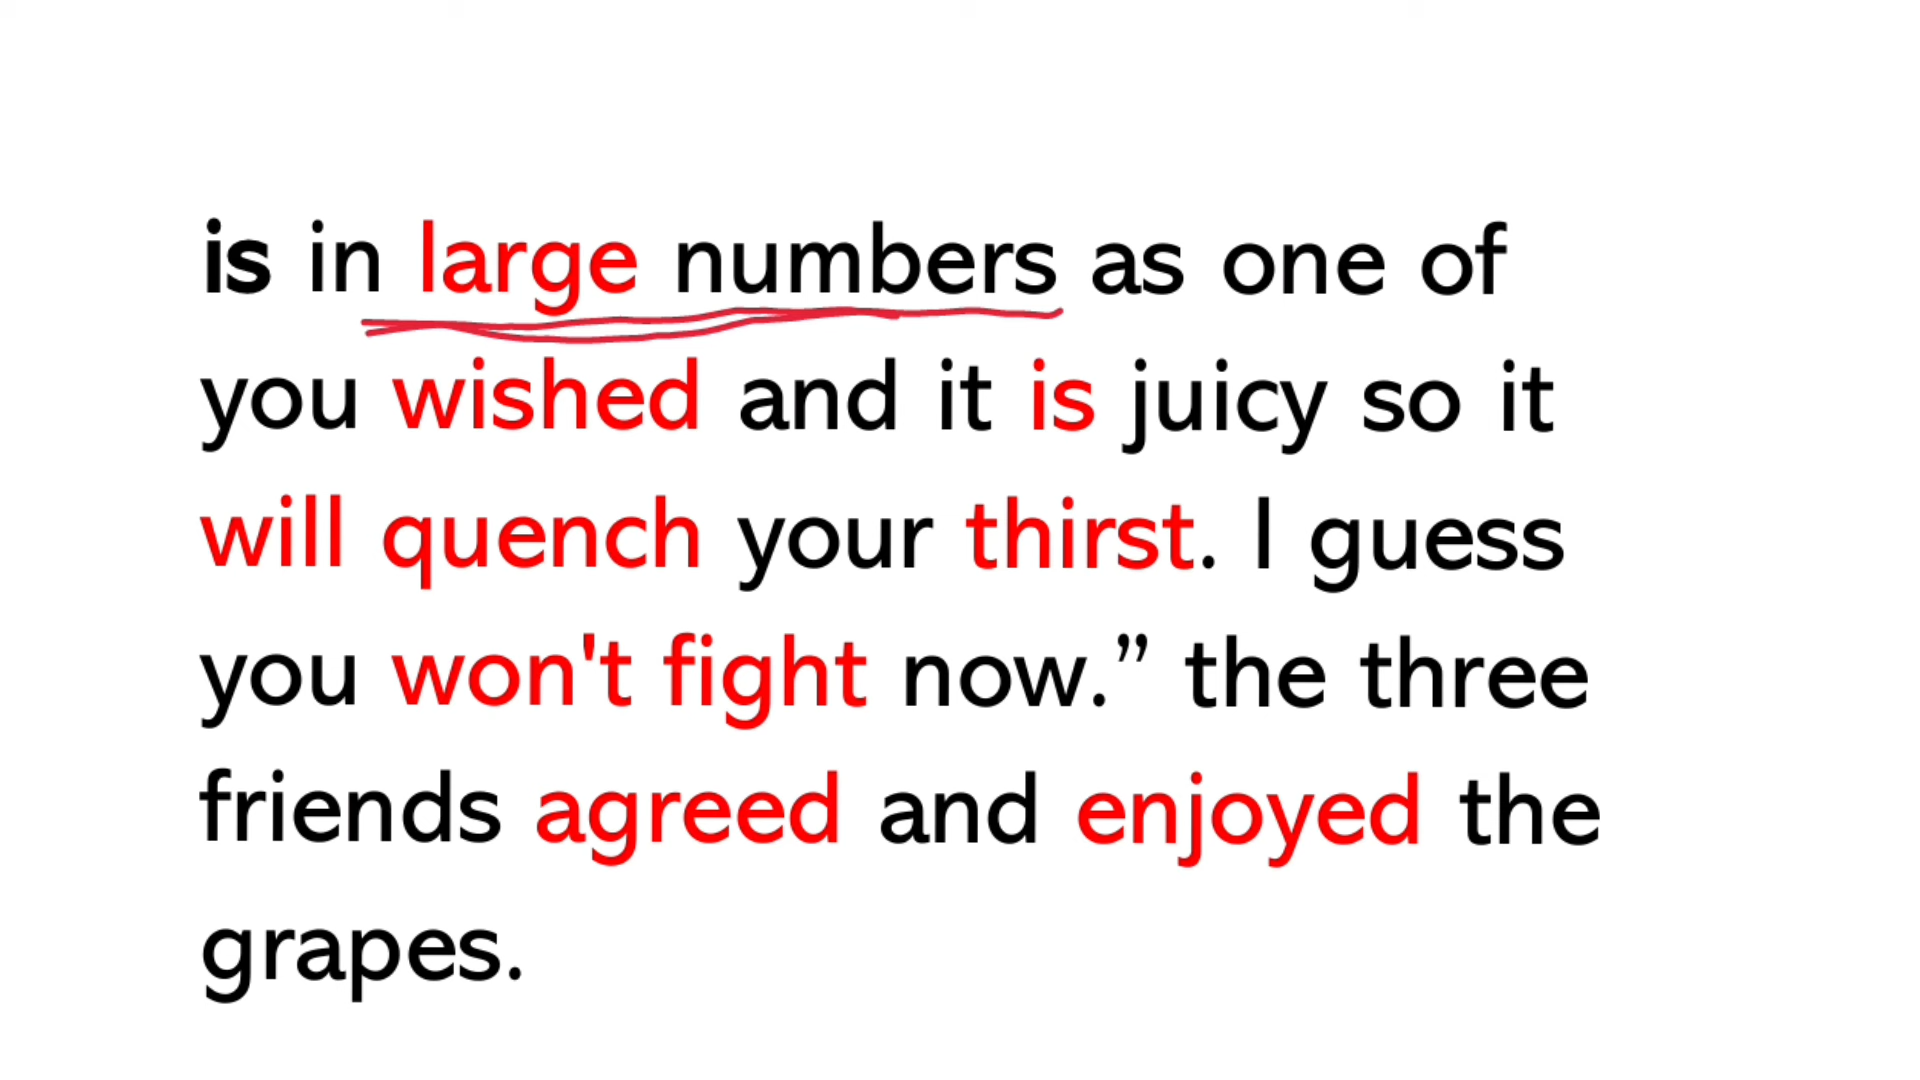 is in large numbers as one of
you wished and it is juicy so it
will quench your thirst. I guess
you won't fight now.” the three
friends agreed and enjoyed the
grapes.